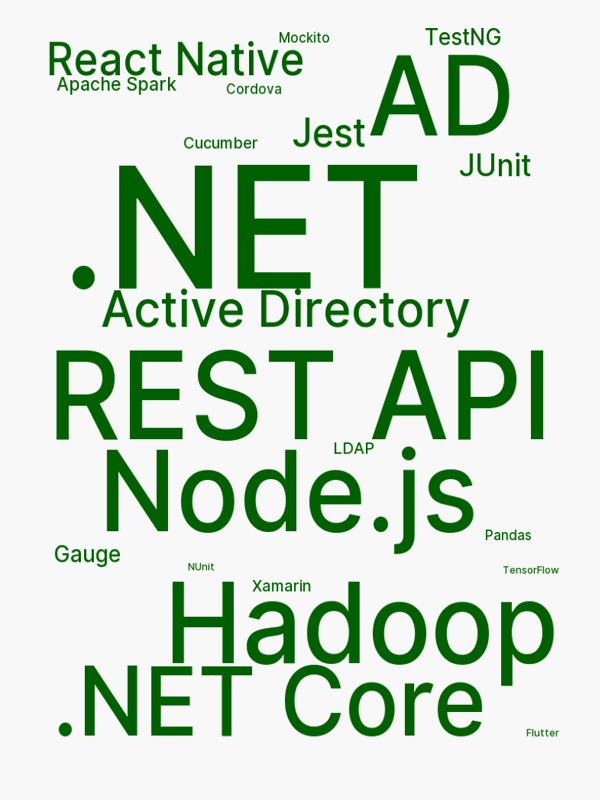 Mockito
TestNG
React Native
AD
Apache Spark
Cordova
Jest
Cucumber
JUnit
.NET
Active Directory
REST API
LDAP
Node.js
Pandas
Gauge
NUnit
TensorFlow
Xamarin
Hadoop
.NET Core
Flutter